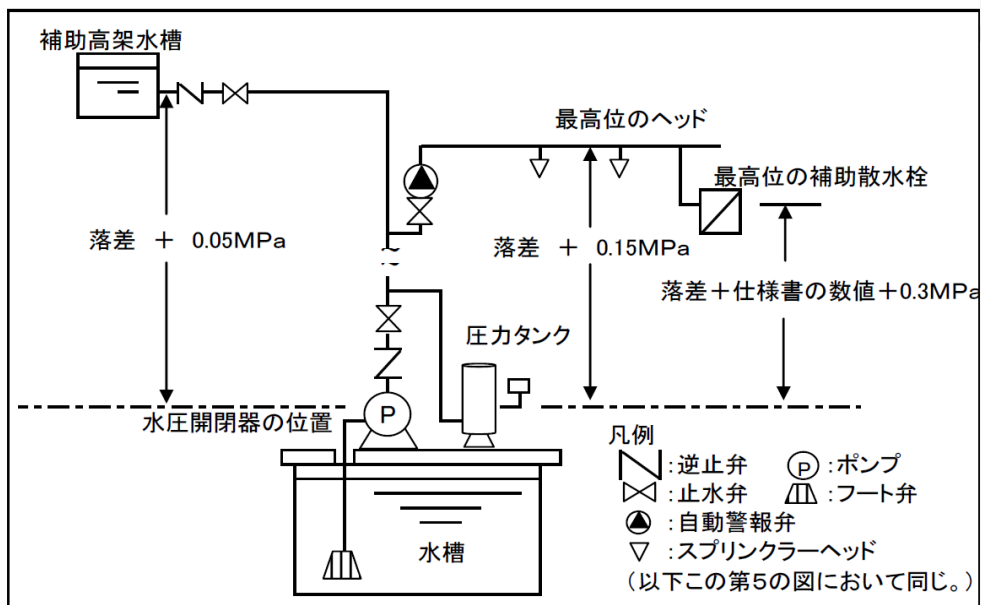 補助高架水槽
最高位のヘッド
最高位の補助散水栓
落差 + 0.05MPa
落差 + 0.15MPa
落差+仕様書の数値+0.3MPa
圧力タンク
水圧開閉器の位置
P
水槽
凡例
:逆止弁
P :ポンプ
:止水弁
:フート弁
:自動警報弁
:スプリンクラーヘッド
(以下この第5の図において同じ。)